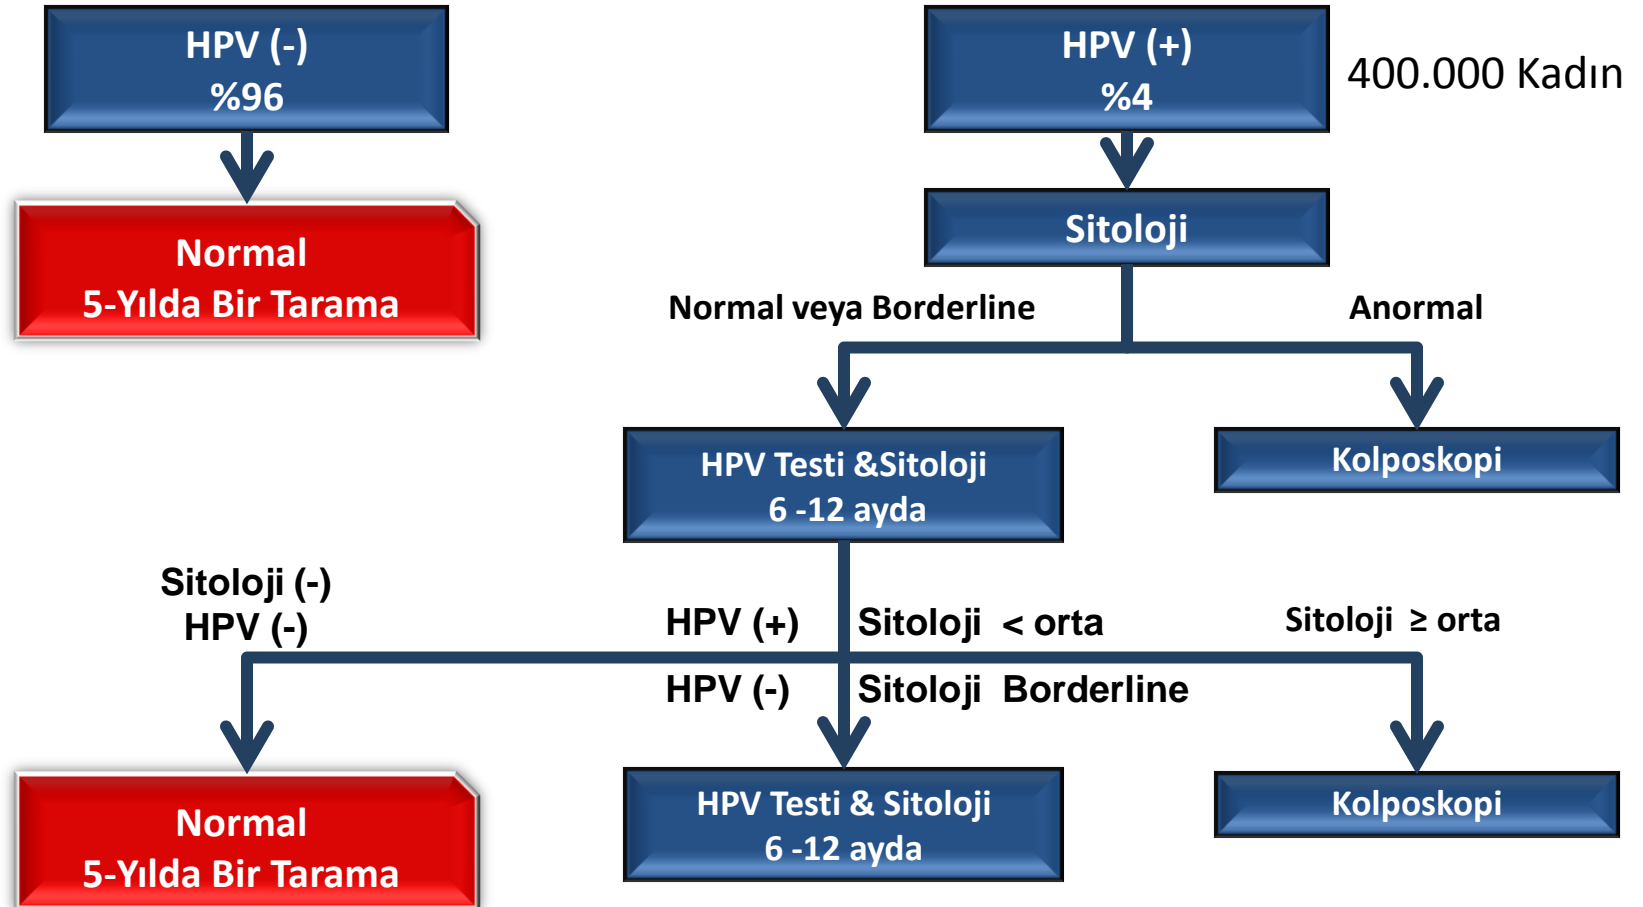 HPV (-)
%96
HPV (+)
%4
400.000 Kadın
Normal
5-Yılda Bir Tarama
Sitoloji
Normal veya Borderline
Anormal
HPV Testi &Sitoloji
6 -12 ayda
Kolposkopi
Sitoloji (-)
HPV (-)
HPV (+) Sitoloji < orta
Sitoloji ≥ orta
HPV (-) Sitoloji Borderline
Normal
5-Yılda Bir Tarama
HPV Testi & Sitoloji
6 -12 ayda
Kolposkopi